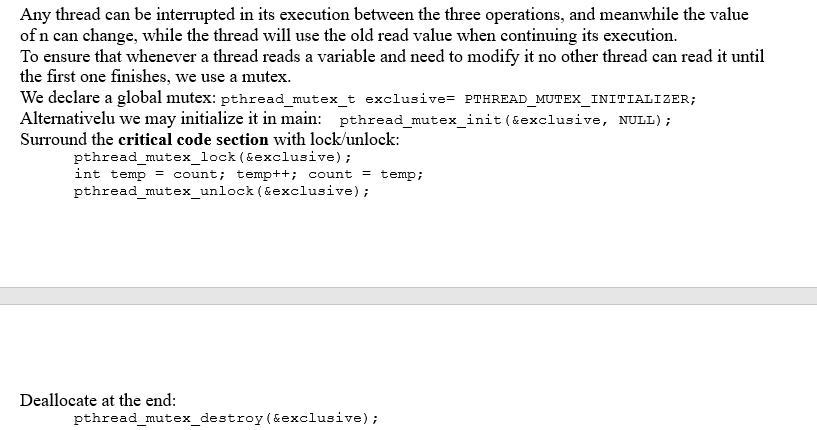 Any thread can be interrupted in its execution between the three operations, and meanwhile the value
of n can change, while the thread will use the old read value when continuing its execution.
To ensure that whenever a thread reads a variable and need to modify it no other thread can read it until
the first one finishes, we use a mutex.
We declare a global mutex: pthread_mutex_t exclusive= PTHREAD_MUTEX_INITIALIZER;
Alternativelu we may initialize it in main: pthread_mutex_init(&exclusive, NULL);
Surround the critical code section with lock/unlock:
pthread_mutex_lock(&exclusive);
int temp = count; temp++; count = temp;
pthread_mutex_unlock(&exclusive);
Deallocate at the end:
pthread_mutex_destroy(&exclusive);